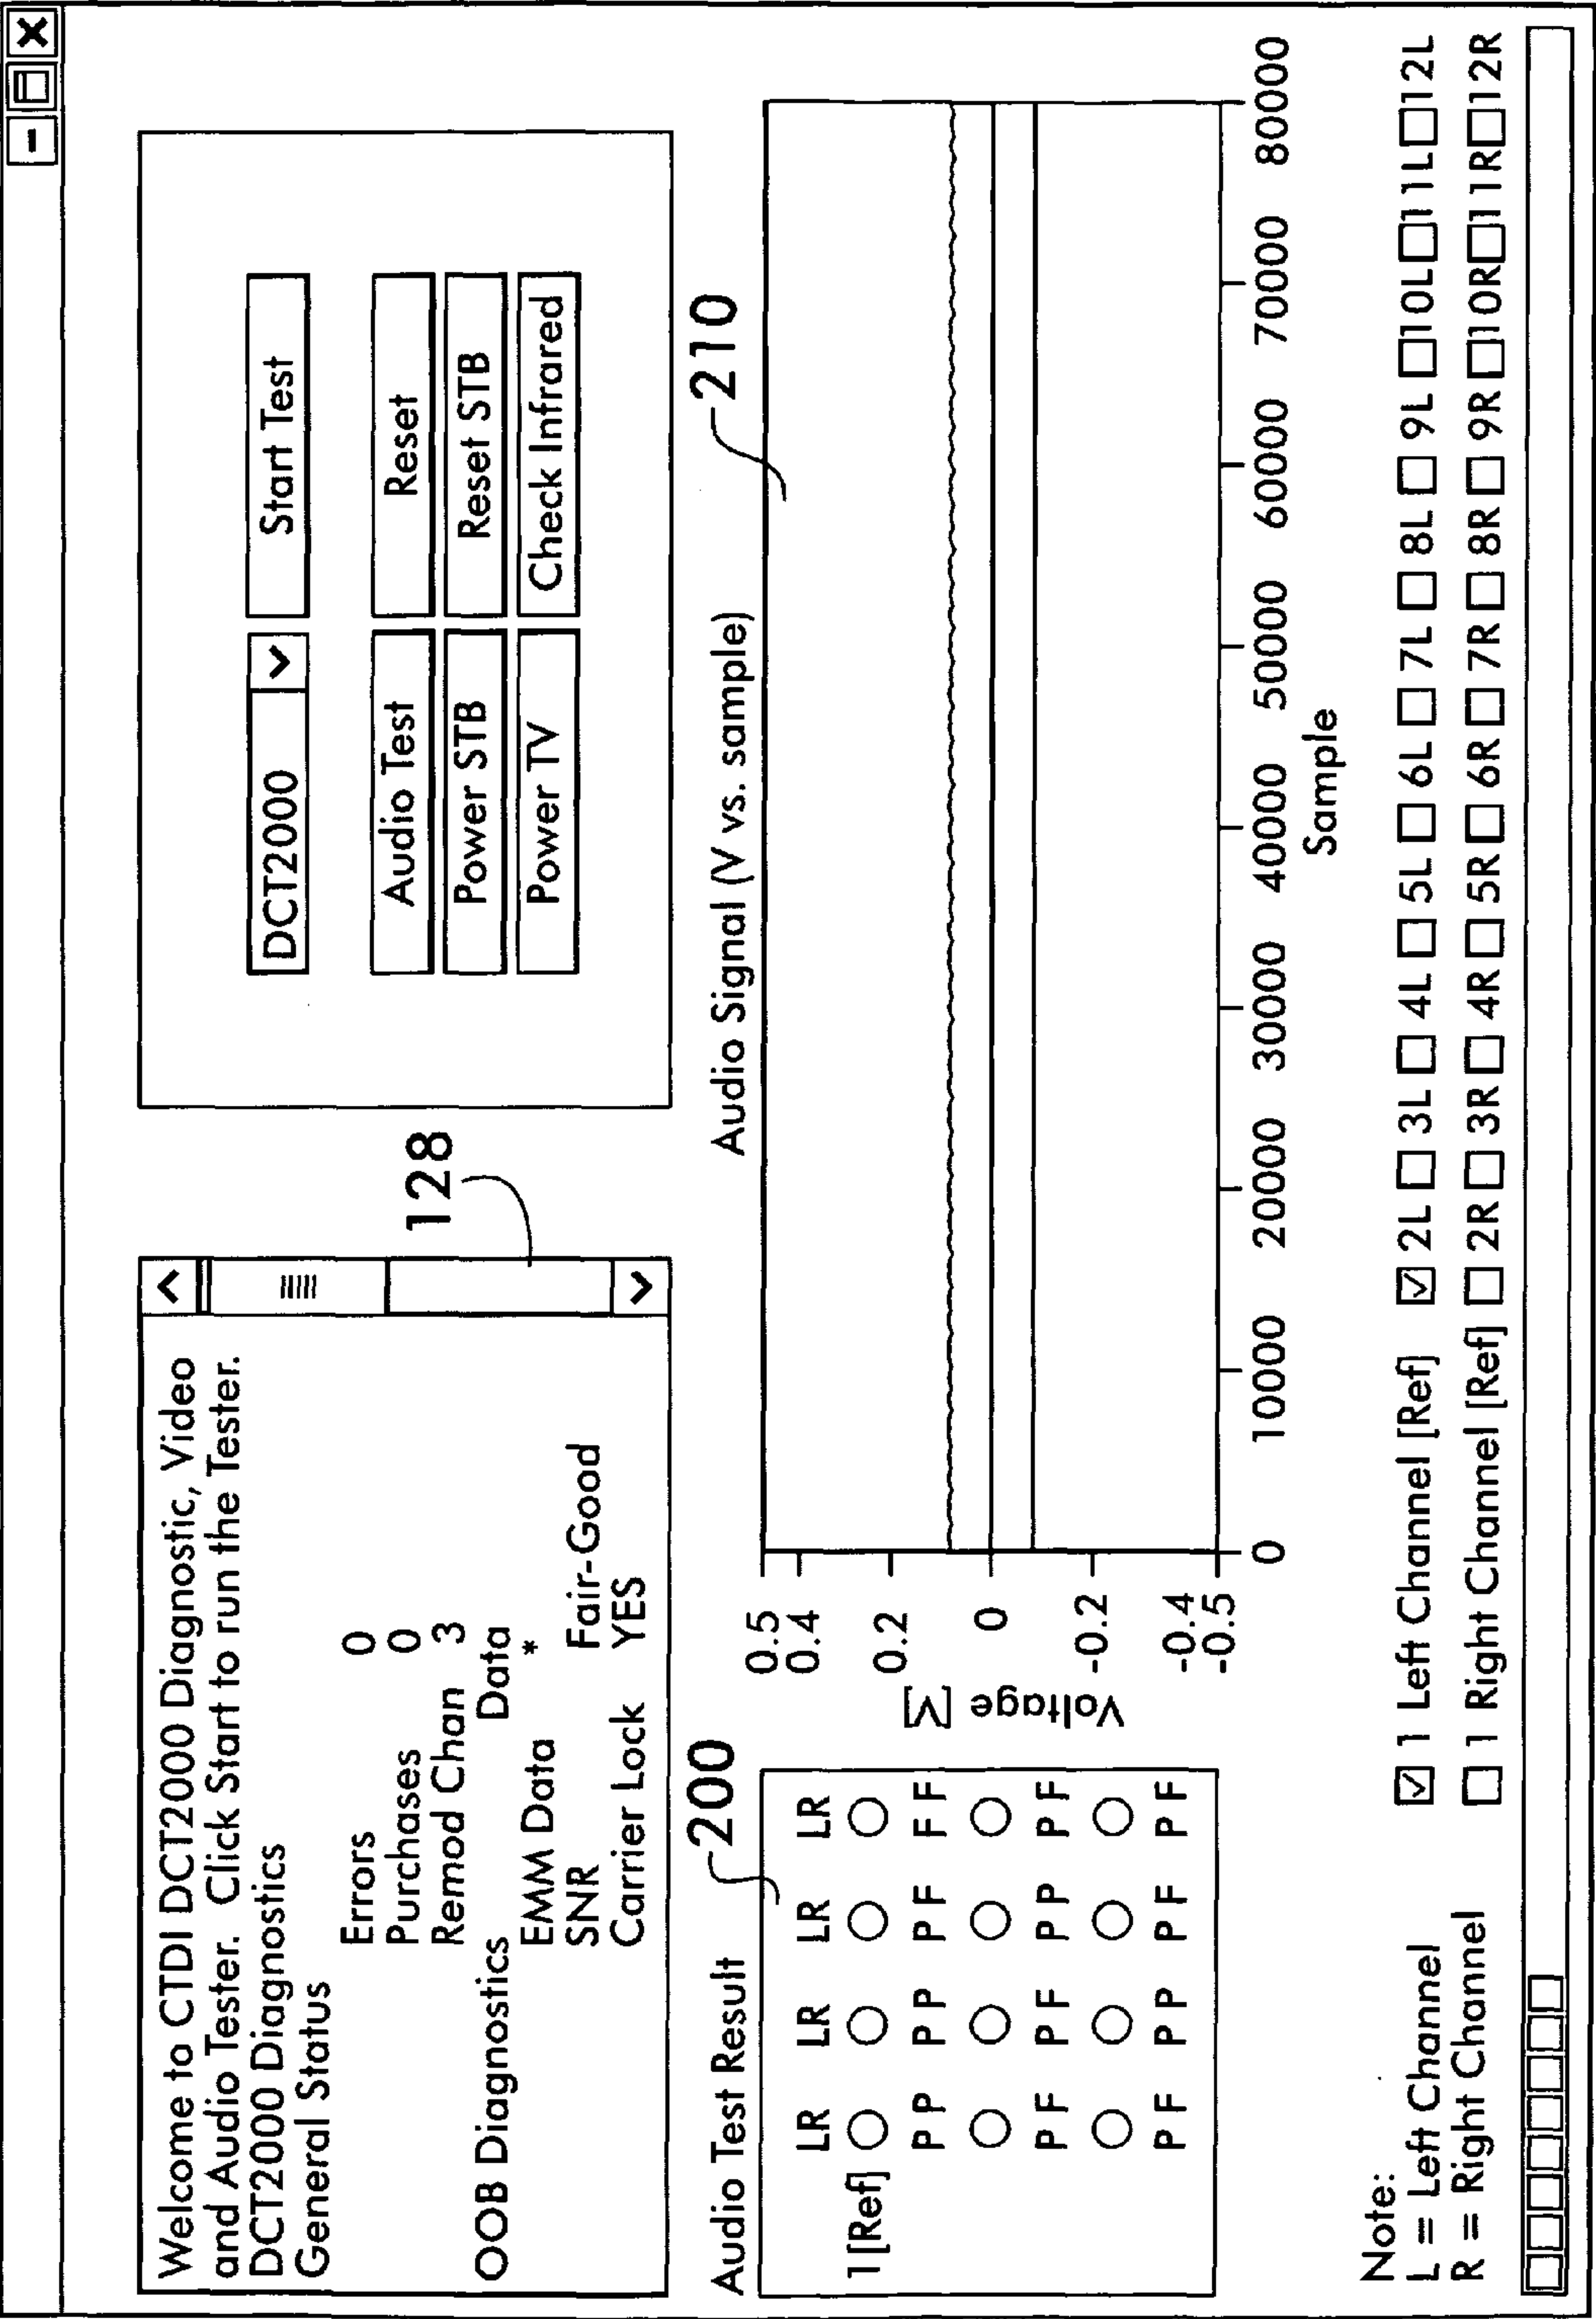 Welcome to CTDI DCT2000 Diagnostic, Video
and Audio Tester. Click Start to run the Tester.
DCT2000 Diagnostics
General Status
Errors 0
Purchases 0
Remod Chan 3
OOB Diagnostics Data
EMM Data *
SNR Fair-Good
Carrier Lock YES
128
DCT2000 Start Test
Audio Test Reset
Power STB Reset STB
Power TV Check Infrared
Audio Test Result
200
LR LR LR LR
1[Ref]
P P P P P F F F
P F P F P P P F
P F P P P F P F
Audio Signal (V vs. sample)
210
Voltage [V]
0.5
0.4
0.2
0
-0.2
-0.4
-0.5
0 10000 20000 30000 40000 50000 60000 70000 80000
Sample
Note:
L = Left Channel
R = Right Channel
1 Left Channel [Ref] 2L 3L 4L 5L 6L 7L 8L 9L 10L 11L 12L
1 Right Channel [Ref] 2R 3R 4R 5R 6R 7R 8R 9R 10R 11R 12R